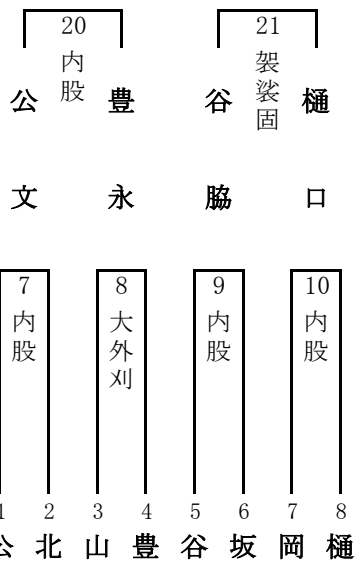 20 21
内股 袈裟固
公文 豊永 谷脇 樋口
7 8 9 10
内股 大外刈 内股 内股
1 2 3 4 5 6 7 8
公 北 山 豊 谷 坂 岡 樋